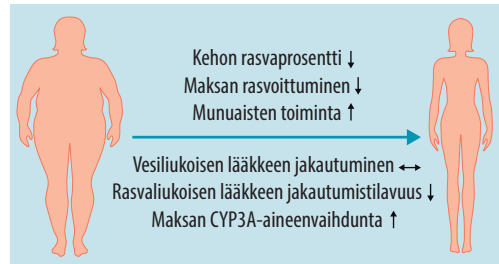 Kehon rasvaprosentti ↓
Maksan rasvoittuminen ↓
Munuaisten toiminta ↑
Vesiliukoisen lääkkeen jakautuminen ↔
Rasvaliukoisen lääkkeen jakautumistilavuus ↓
Maksan CYP3A-aineenvaihdunta ↑